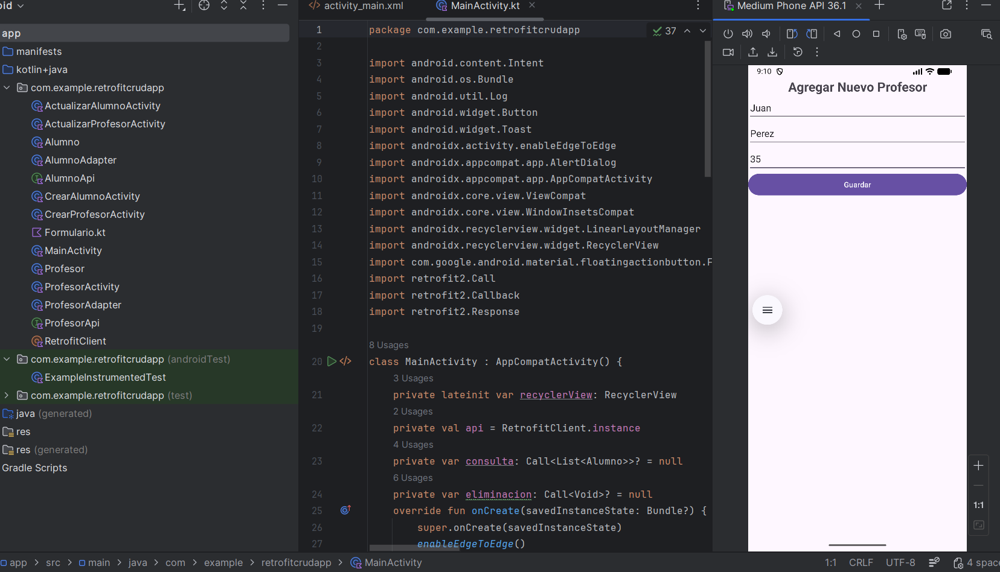 oid
app
manifests
kotlin+java
com.example.retrofitcrudapp
ActualizarAlumnoActivity
ActualizarProfesorActivity
Alumno
AlumnoAdapter
AlumnoApi
CrearAlumnoActivity
CrearProfesorActivity
Formulario.kt
MainActivity
Profesor
ProfesorActivity
ProfesorAdapter
ProfesorApi
RetrofitClient
com.example.retrofitcrudapp (androidTest)
ExampleInstrumentedTest
com.example.retrofitcrudapp (test)
java (generated)
res
res (generated)
Gradle Scripts
activity_main.xml MainActivity.kt
37
1 package com.example.retrofitcrudapp
2
3 import android.content.Intent
4 import android.os.Bundle
5 import android.util.Log
6 import android.widget.Button
7 import android.widget.Toast
8 import androidx.activity.enableEdgeToEdge
9 import androidx.appcompat.app.AlertDialog
10 import androidx.appcompat.app.AppCompatActivity
11 import androidx.core.view.ViewCompat
12 import androidx.core.view.WindowInsetsCompat
13 import androidx.recyclerview.widget.LinearLayoutManager
14 import androidx.recyclerview.widget.RecyclerView
15 import com.google.android.material.floatingactionbutton.F
16 import retrofit2.Call
17 import retrofit2.Callback
18 import retrofit2.Response
19
8 Usages
20 class MainActivity : AppCompatActivity() {
3 Usages
21 private lateinit var recyclerView: RecyclerView
2 Usages
22 private val api = RetrofitClient.instance
4 Usages
23 private var consulta: Call<List<Alumno>>? = null
6 Usages
24 private var eliminacion: Call<Void>? = null
25 override fun onCreate(savedInstanceState: Bundle?) {
26 super.onCreate(savedInstanceState)
27 enableEdgeToEdge()
Medium Phone API 36.1
9:10
Agregar Nuevo Profesor
Juan
Perez
35
Guardar
1:1
app > src > main > java > com > example > retrofitcrudapp > MainActivity
1:1 CRLF UTF-8 4 space